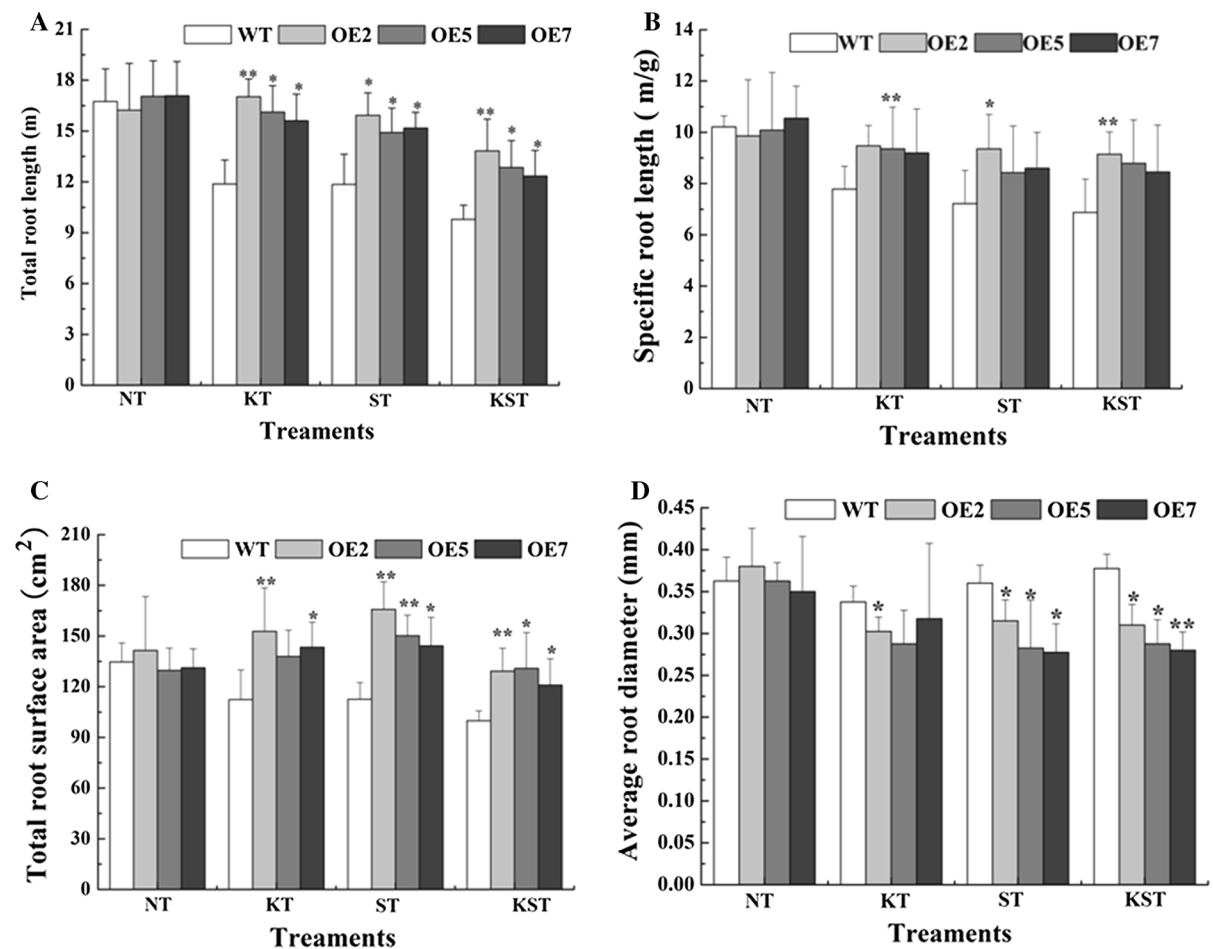 A
WT OE2 OE5 OE7
Total root length (m)
21
18
15
12
9
6
3
0
** * *
* * *
** * *
NT KT ST KST
Treaments
B
WT OE2 OE5 OE7
Specific root length ( m/g)
14
12
10
8
6
4
2
0
**
*
**
NT KT ST KST
Treaments
C
WT OE2 OE5 OE7
Total root surface area (cm²)
210
180
150
120
90
60
30
0
** *
** ** *
** * *
NT KT ST KST
Treaments
D
WT OE2 OE5 OE7
Average root diameter (mm)
0.45
0.40
0.35
0.30
0.25
0.20
0.15
0.10
0.05
0.00
*
* * *
* * **
NT KT ST KST
Treaments